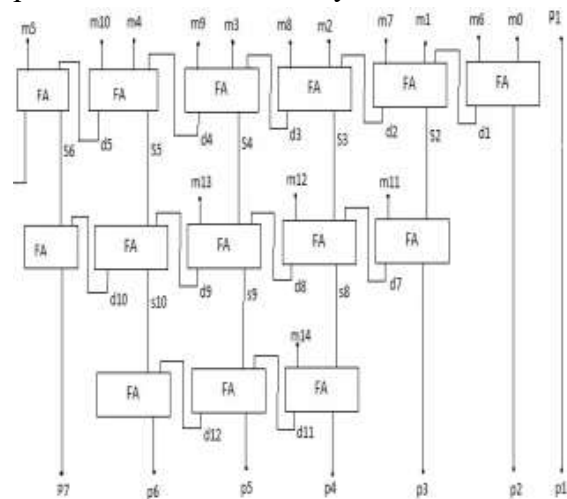 m5 m10 m4 m9 m3 m8 m2 m7 m1 m6 m0 P1
FA FA FA FA FA FA
d5 d4 d3 d2 d1
S6 S5 S4 S3 S2
m13 m12 m11
FA FA FA FA FA
d10 d9 d8 d7
s10 s9 s8
m14
FA FA FA
d12 d11
P7 p6 p5 p4 p3 p2 p1